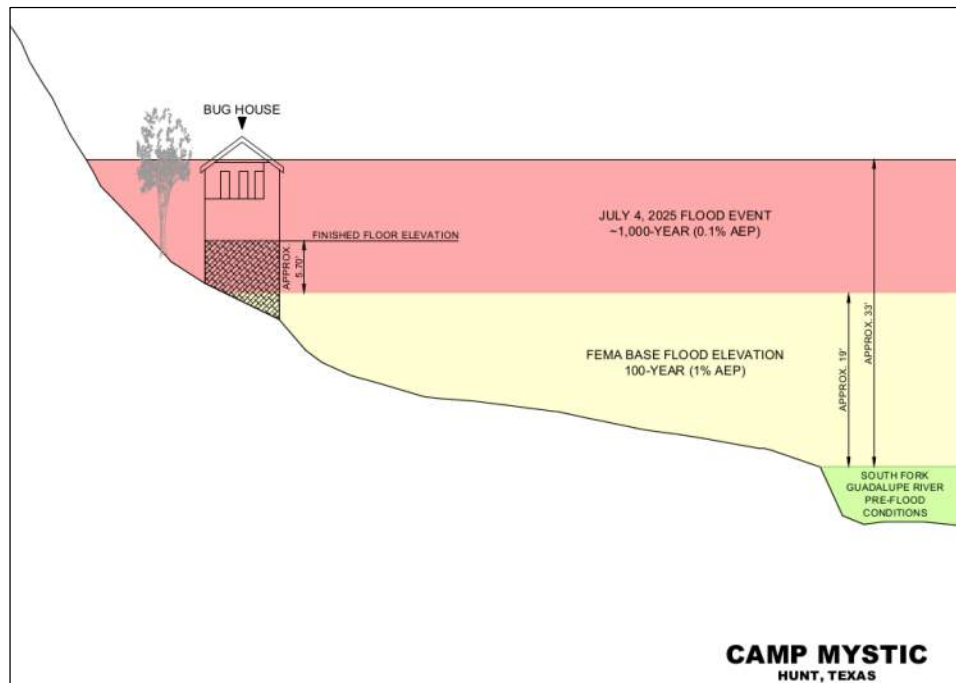 BUG HOUSE
JULY 4, 2025 FLOOD EVENT
~1,000-YEAR (0.1% AEP)
FINISHED FLOOR ELEVATION
APPROX.
5.70'
APPROX. 33'
FEMA BASE FLOOD ELEVATION
100-YEAR (1% AEP)
APPROX. 19'
SOUTH FORK
GUADALUPE RIVER
PRE-FLOOD
CONDITIONS
CAMP MYSTIC
HUNT, TEXAS